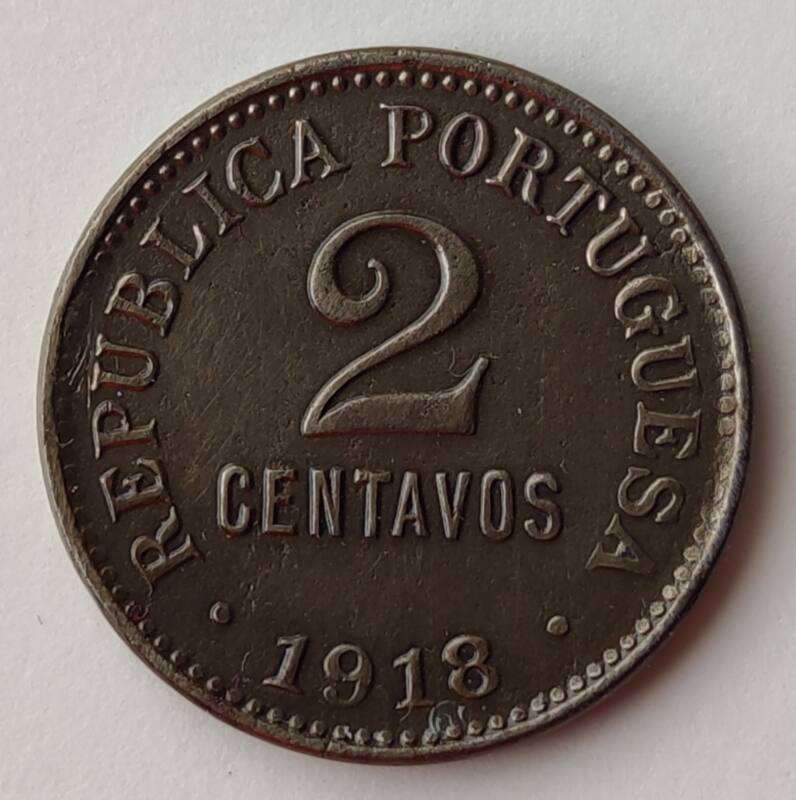 REPUBLICA PORTUGUESA
2
CENTAVOS
1918